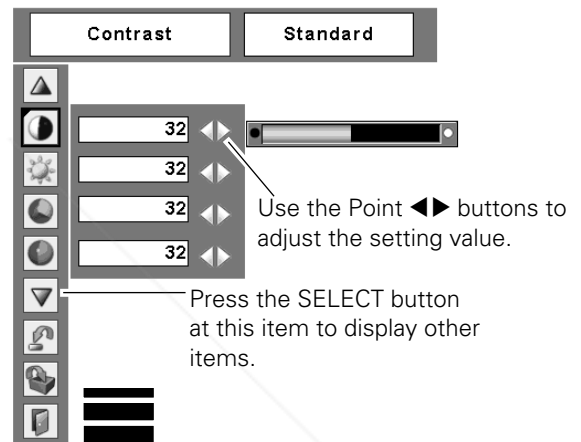 Contrast Standard
32
32
32
32
Use the Point ◀▶ buttons to
adjust the setting value.
Press the SELECT button
at this item to display other
items.